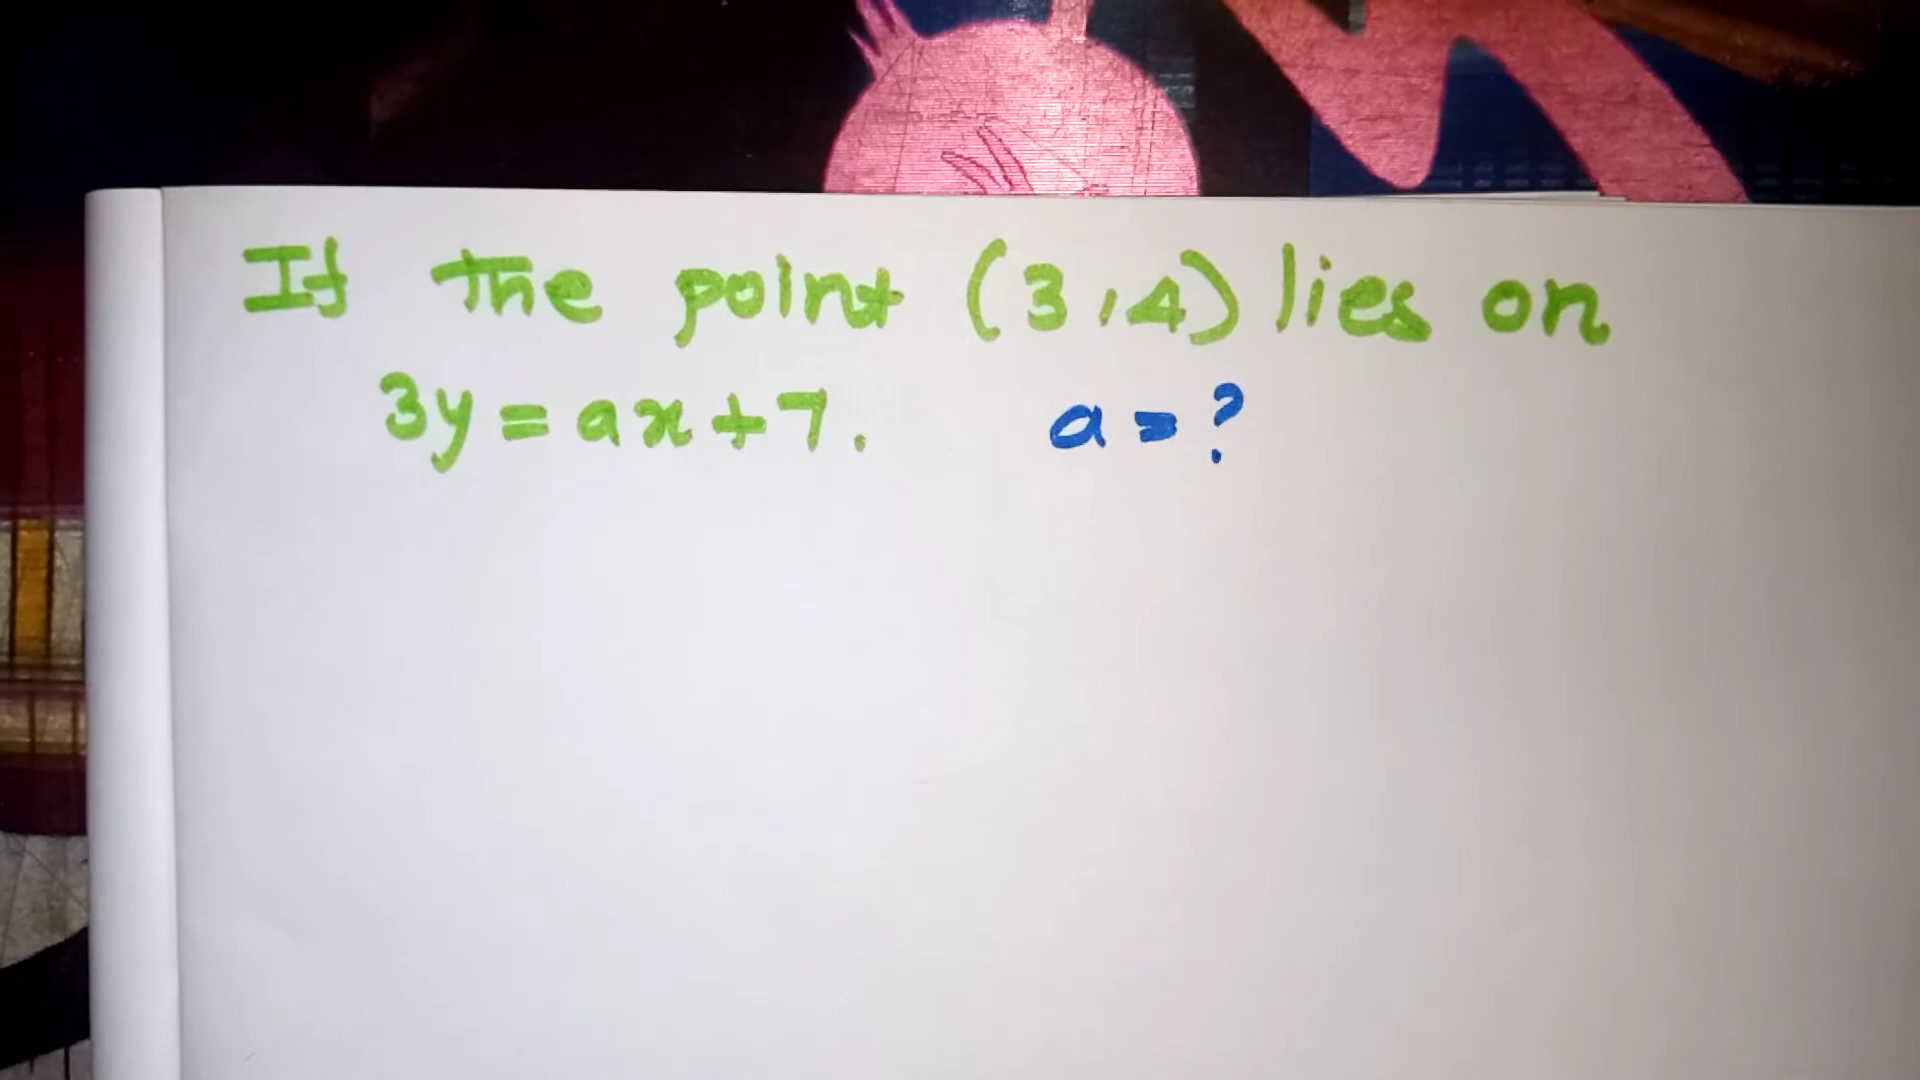 If the point (3,4) lies on
3y = ax + 7. a = ?